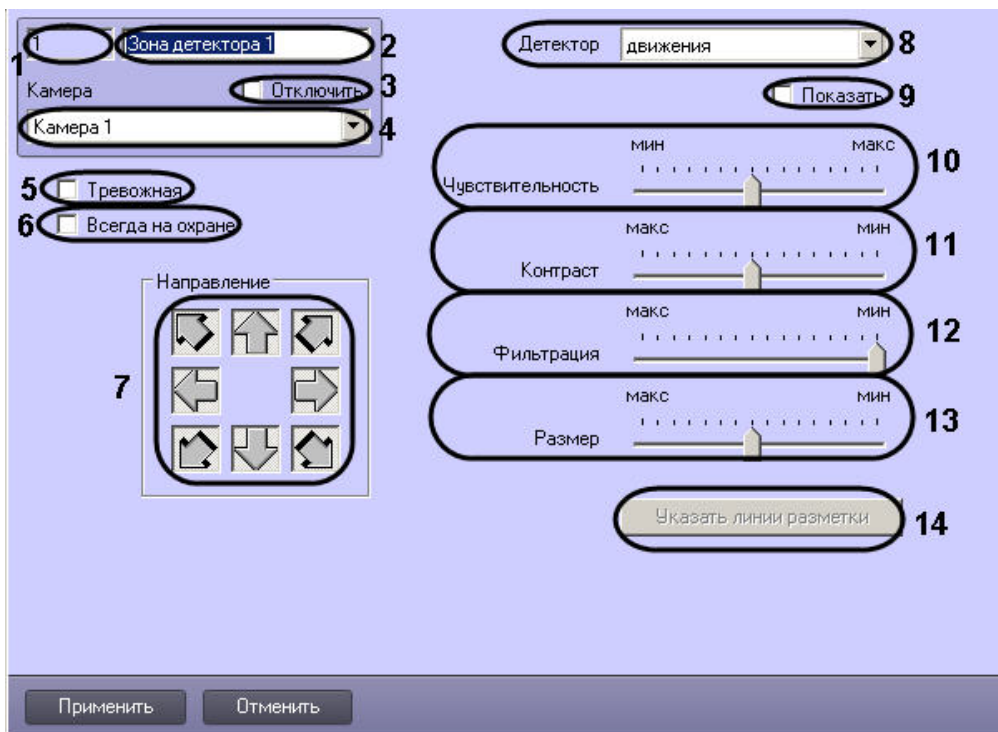 1 Зона детектора 1 2
1
Камера Отключить 3
Камера 1 4
5 Тревожная
6 Всегда на охране
Направление
7
Детектор движения 8
Показать 9
мин макс 10
Чувствительность
макс мин 11
Контраст
макс мин 12
Фильтрация
макс мин 13
Размер
Указать линии разметки 14
Применить Отменить